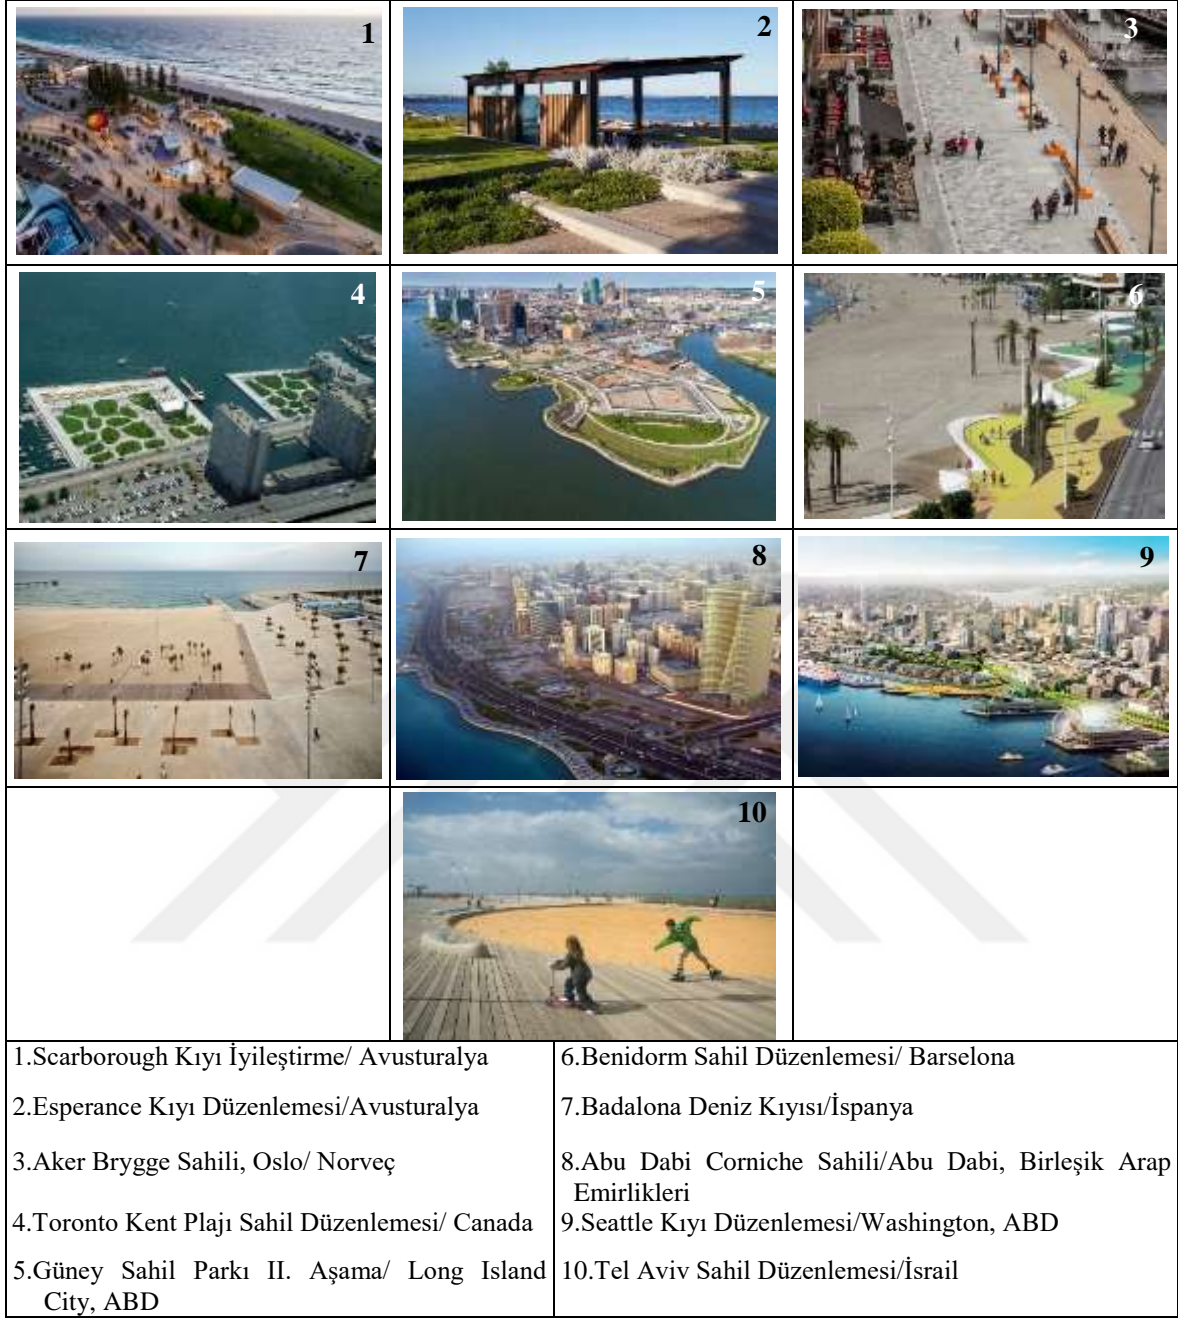 1
2
3
4
5
6
7
8
9
10
1.Scarborough Kıyı İyileştirme/ Avusturalya
2.Esperance Kıyı Düzenlemesi/Avusturalya
3.Aker Brygge Sahili, Oslo/ Norveç
4.Toronto Kent Plajı Sahil Düzenlemesi/ Canada
5.Güney Sahil Parkı II. Aşama/ Long Island
City, ABD
6.Benidorm Sahil Düzenlemesi/ Barselona
7.Badalona Deniz Kıyısı/İspanya
8.Abu Dabi Corniche Sahili/Abu Dabi, Birleşik Arap
Emirlikleri
9.Seattle Kıyı Düzenlemesi/Washington, ABD
10.Tel Aviv Sahil Düzenlemesi/İsrail